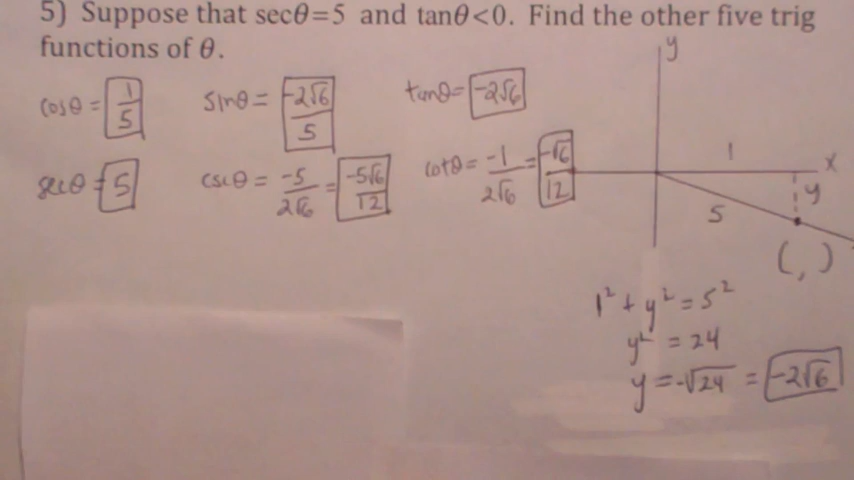 5) Suppose that secθ=5 and tanθ<0. Find the other five trig
functions of θ.
cosθ = 1/5 sinθ = -2√6/5 tanθ = -2√6
secθ = 5 cscθ = -5/2√6 = -5√6/12 cotθ = -1/2√6 = -√6/12
y
1 x
y
5
( , )
1² + y² = 5²
y² = 24
y = -√24 = -2√6